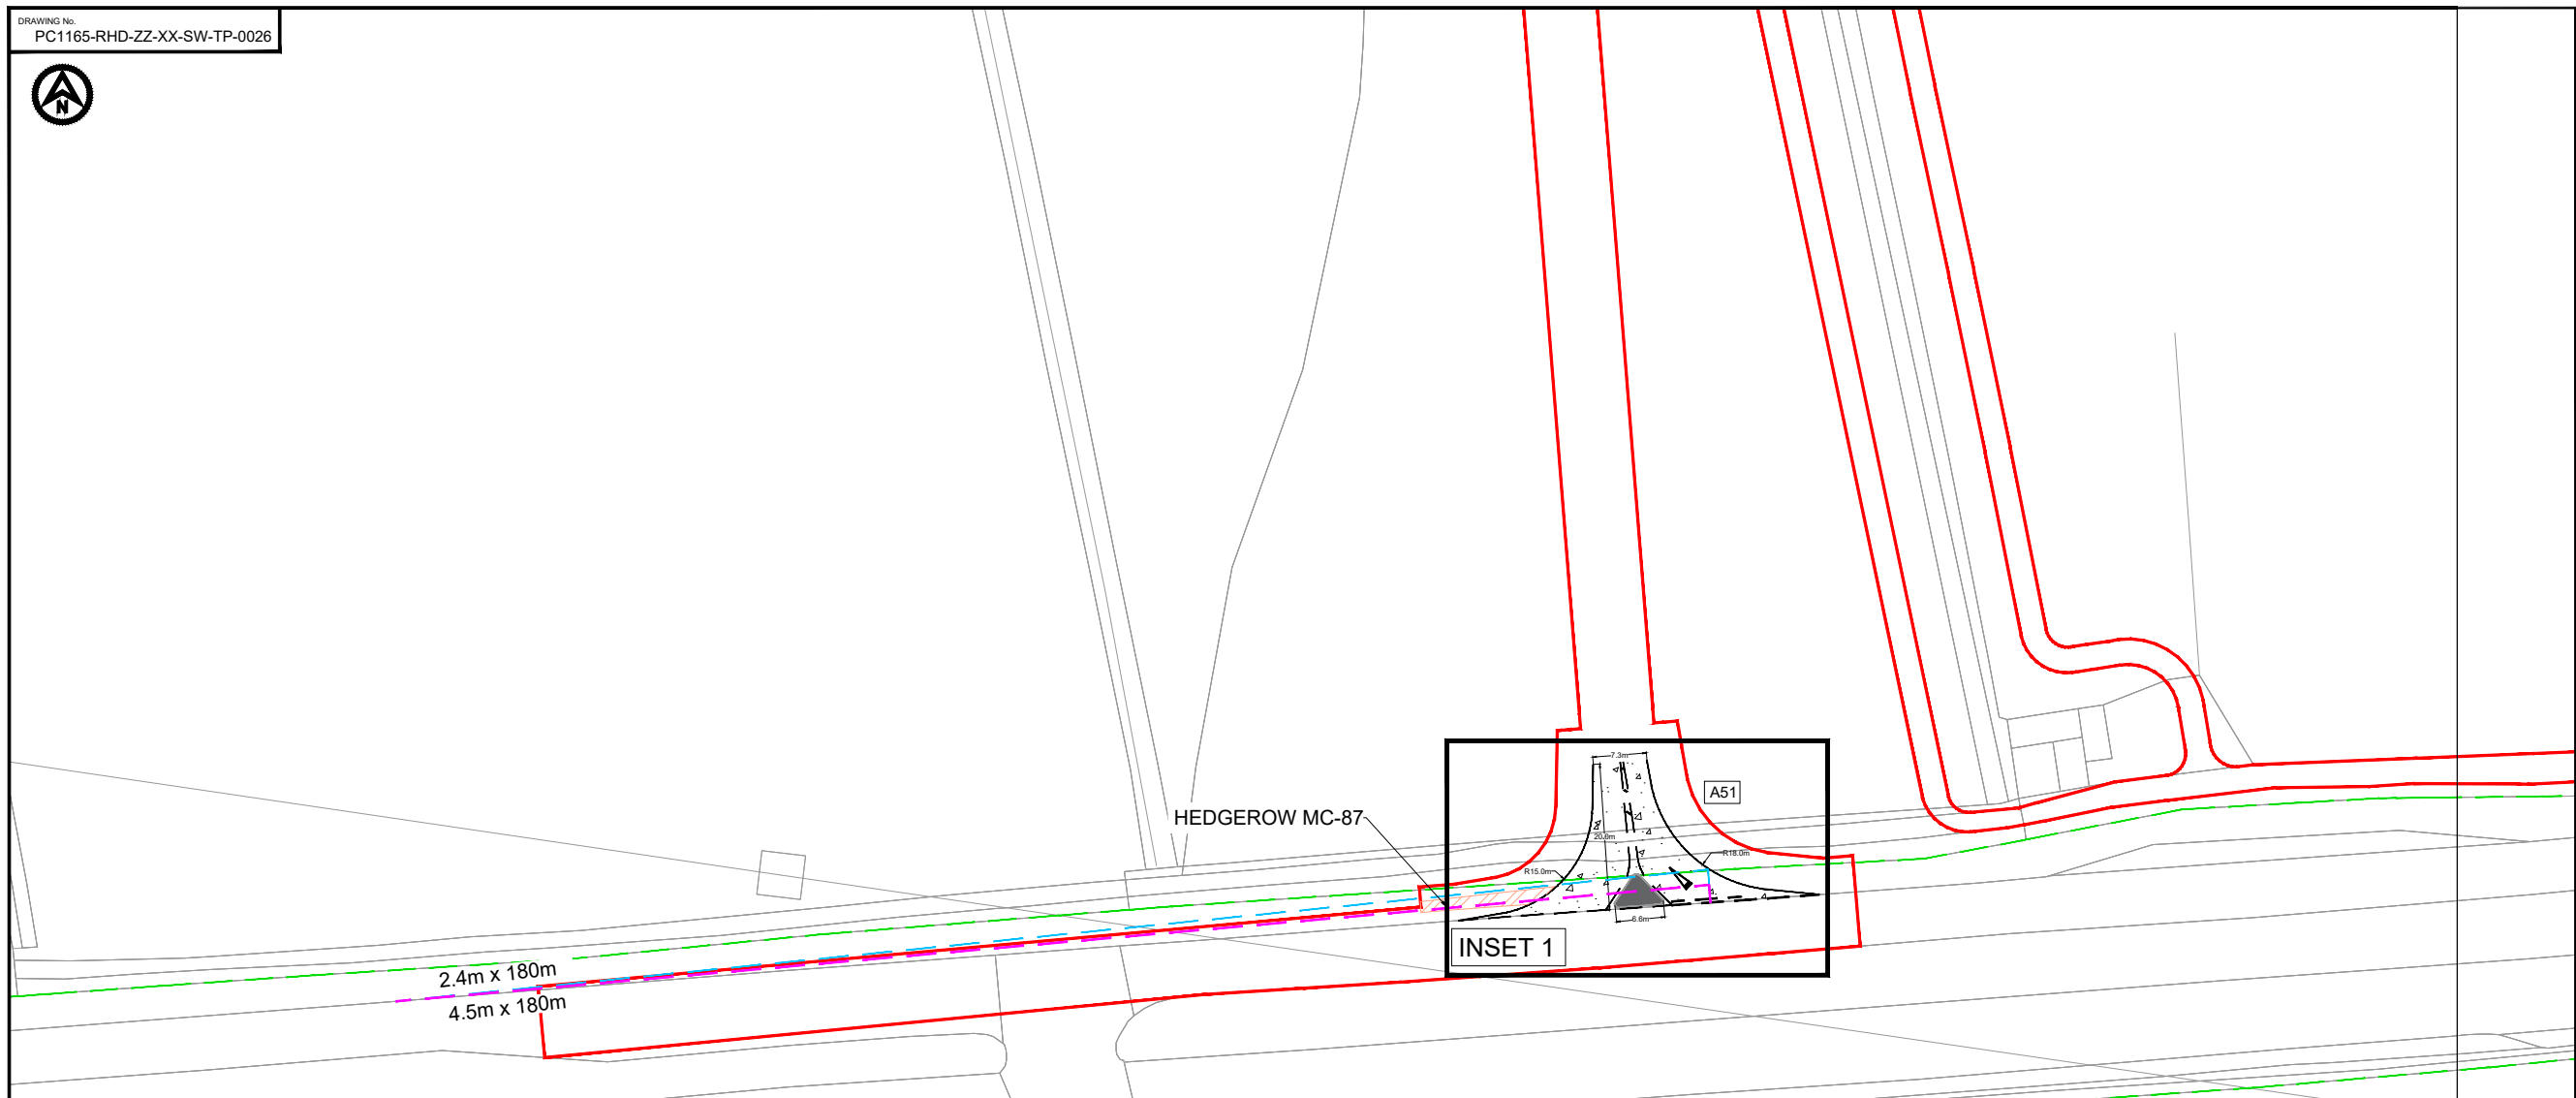 DRAWING No.
PC1165-RHD-ZZ-XX-SW-TP-0026
N
7.3m
A51
HEDGEROW MC-87
20.0m
R18.0m
R15.0m
6.6m
INSET 1
2.4m x 180m
4.5m x 180m